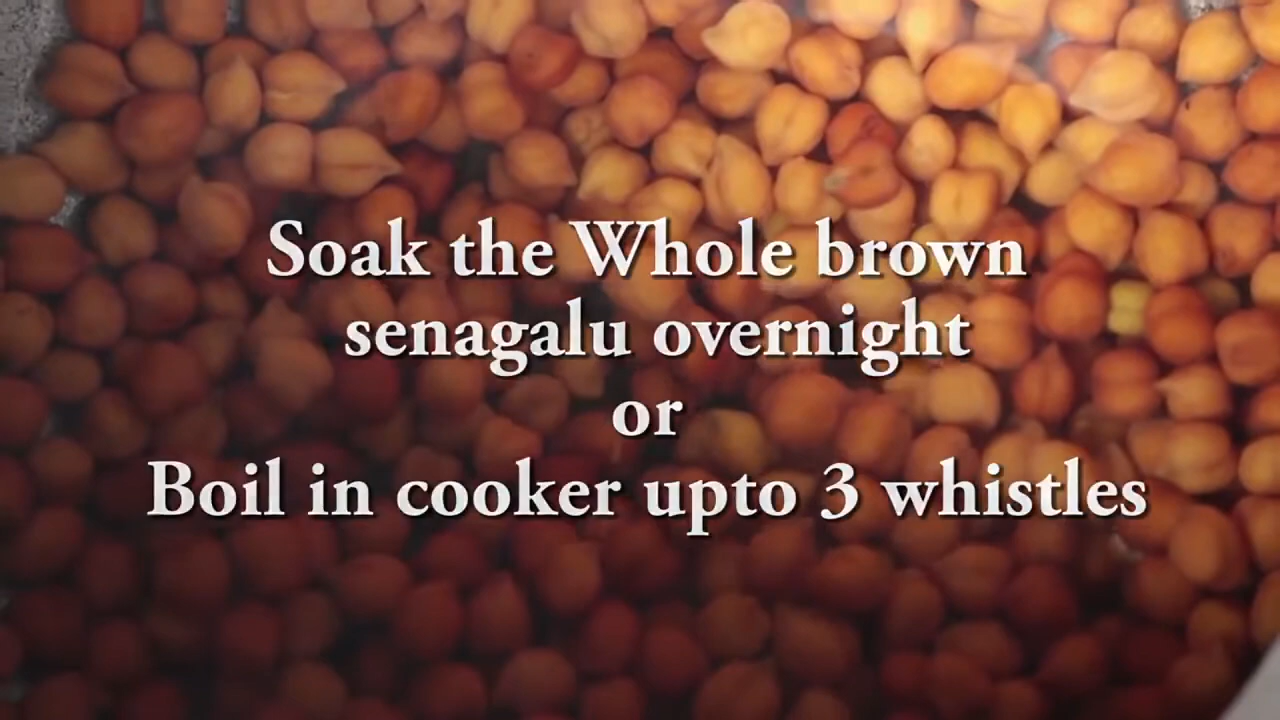 Soak the Whole brown
senagalu overnight
or
Boil in cooker upto 3 whistles